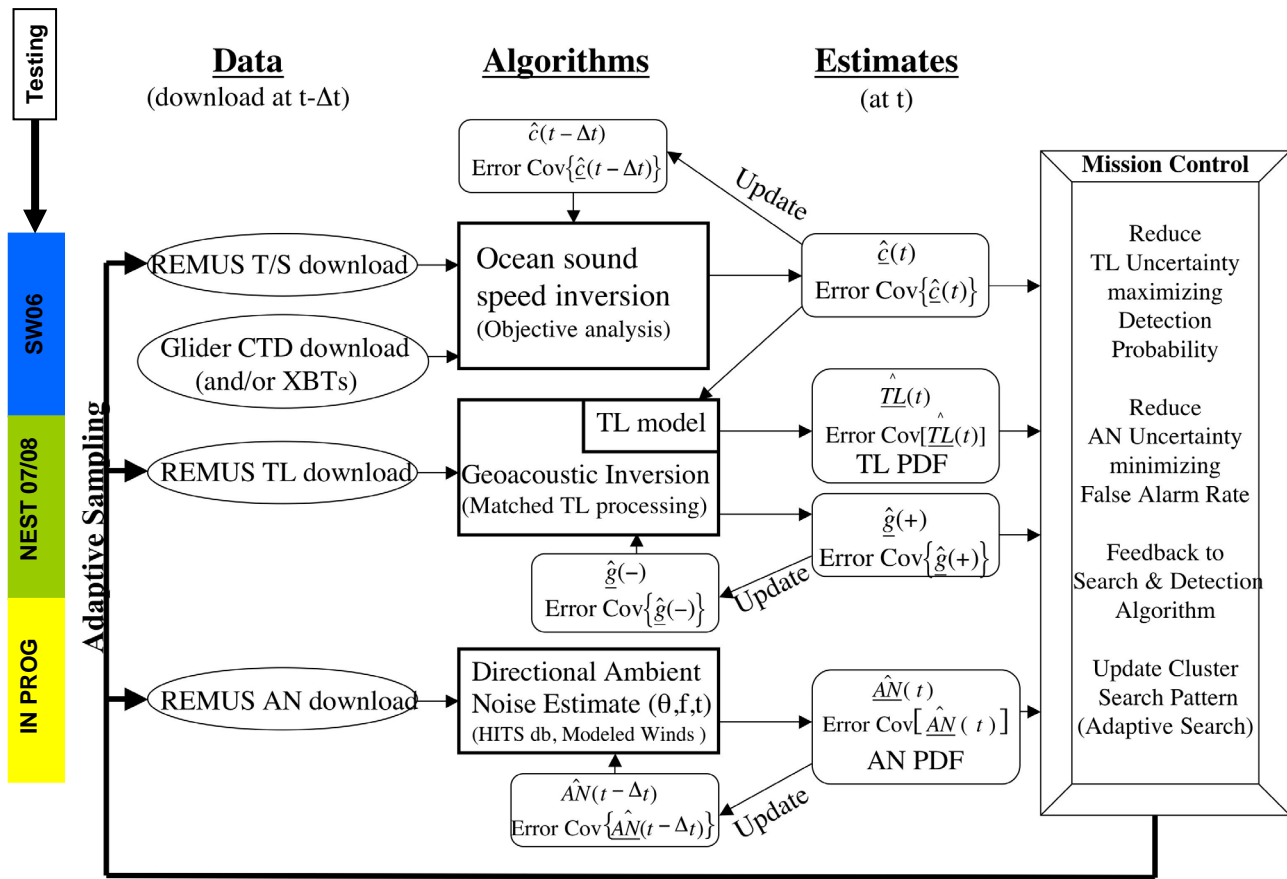 Testing
SW06
NEST 07/08
IN PROG
Adaptive Sampling
Data
(download at t-Δt)
Algorithms
Estimates
(at t)
ĉ(t − Δt)
Error Cov{ĉ(t − Δt)}
Update
REMUS T/S download
Glider CTD download
(and/or XBTs)
Ocean sound
speed inversion
(Objective analysis)
ĉ(t)
Error Cov{ĉ(t)}
REMUS TL download
TL model
Geoacoustic Inversion
(Matched TL processing)
T̂L(t)
Error Cov[T̂L(t)]
TL PDF
ĝ(+)
Error Cov{ĝ(+)}
ĝ(−)
Error Cov{ĝ(−)}
Update
REMUS AN download
Directional Ambient
Noise Estimate (θ,f,t)
(HITS db, Modeled Winds )
AN̂( t )
Error Cov[ AN̂ ( t ) ]
AN PDF
AN̂(t − Δt)
Error Cov{AN̂(t − Δt)}
Update
Mission Control
Reduce
TL Uncertainty
maximizing
Detection
Probability
Reduce
AN Uncertainty
minimizing
False Alarm Rate
Feedback to
Search & Detection
Algorithm
Update Cluster
Search Pattern
(Adaptive Search)